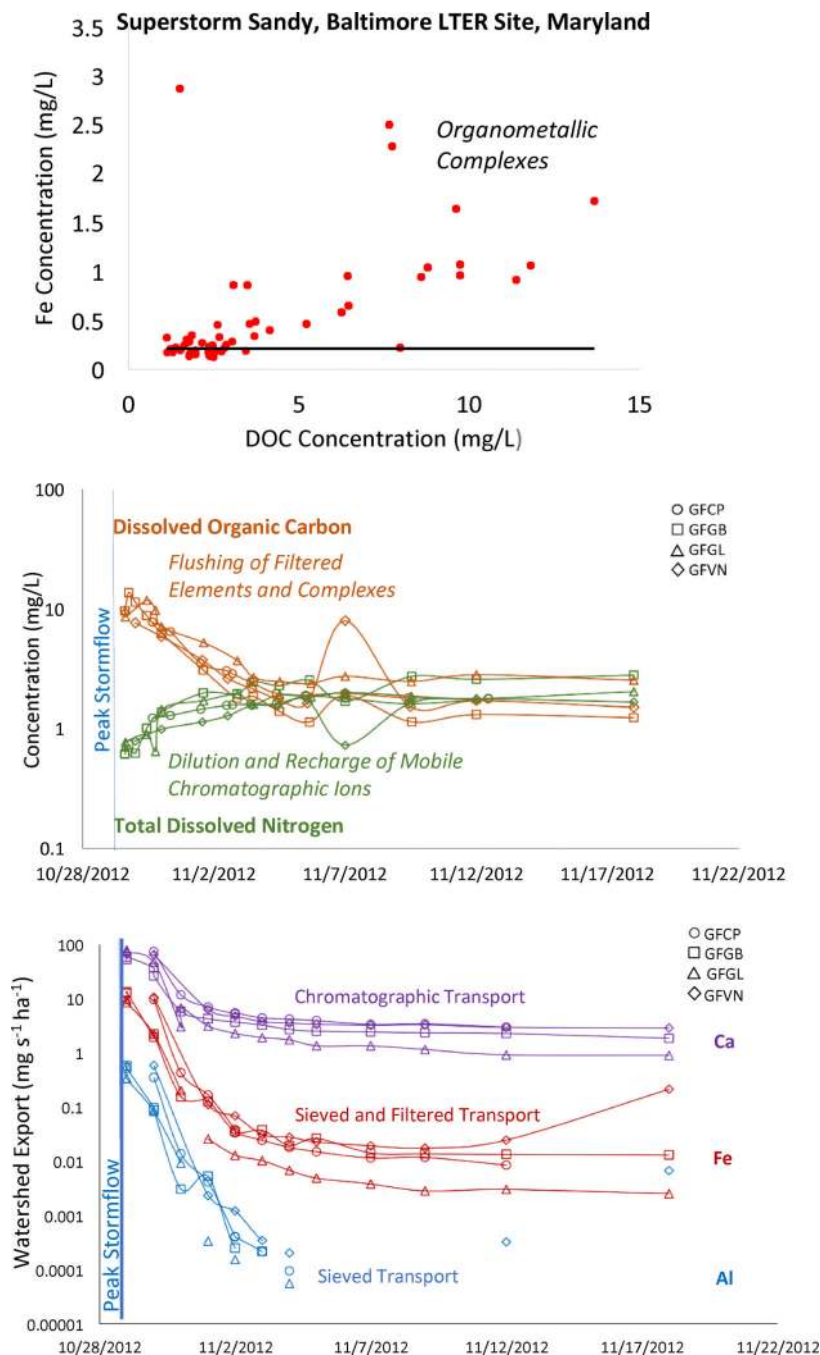 Superstorm Sandy, Baltimore LTER Site, Maryland
3.5
3
2.5
2
1.5
1
0.5
0
Fe Concentration (mg/L)
Organometallic
Complexes
0 5 10 15
DOC Concentration (mg/L)
100
10
1
0.1
Concentration (mg/L)
Peak Stormflow
Dissolved Organic Carbon
Flushing of Filtered
Elements and Complexes
GFCP
GFGB
GFGL
GFVN
Dilution and Recharge of Mobile
Chromatographic Ions
Total Dissolved Nitrogen
10/28/2012 11/2/2012 11/7/2012 11/12/2012 11/17/2012 11/22/2012
100
10
1
0.1
0.01
0.001
0.0001
0.00001
Watershed Export (mg s⁻¹ ha⁻¹)
Peak Stormflow
GFCP
GFGB
GFGL
GFVN
Chromatographic Transport
Ca
Sieved and Filtered Transport
Fe
Sieved Transport
Al
10/28/2012 11/2/2012 11/7/2012 11/12/2012 11/17/2012 11/22/2012